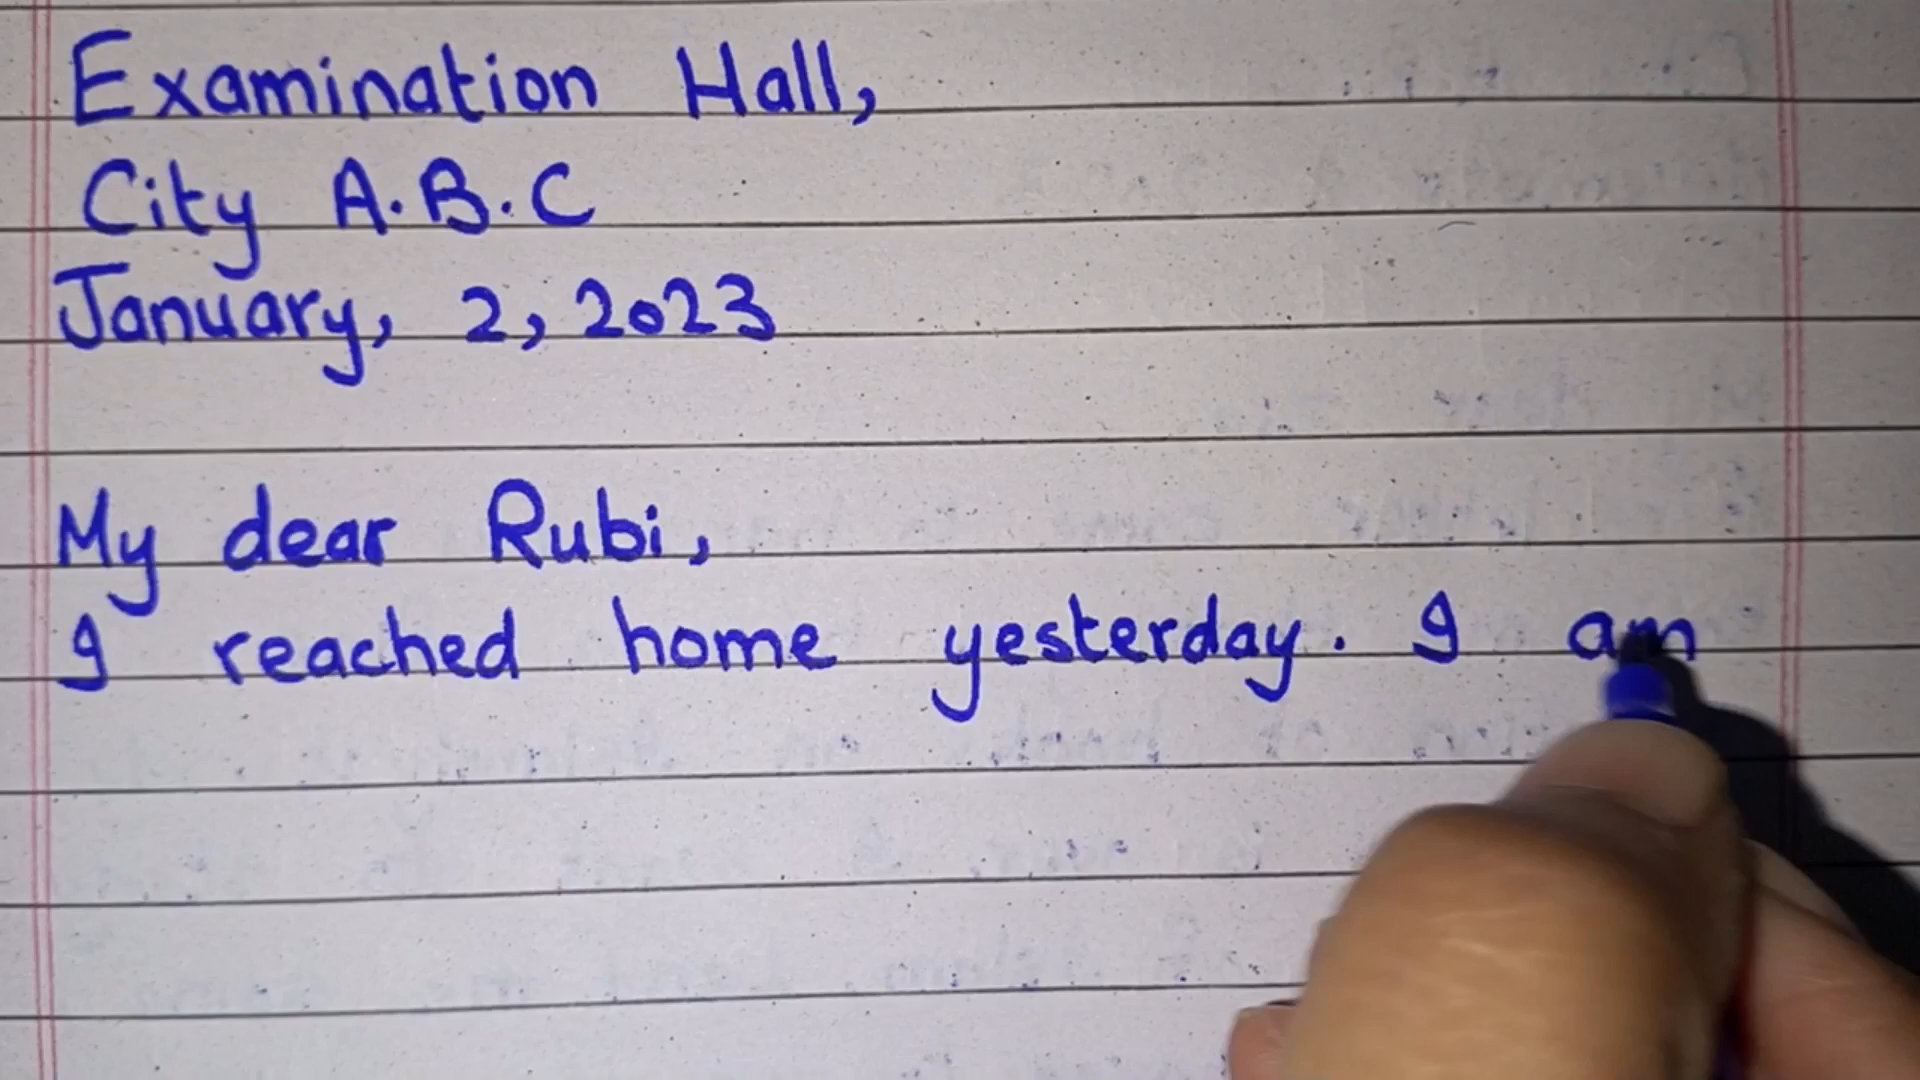 Examination Hall,
City A.B.C
January, 2, 2023
My dear Rubi,
I reached home yesterday. I am